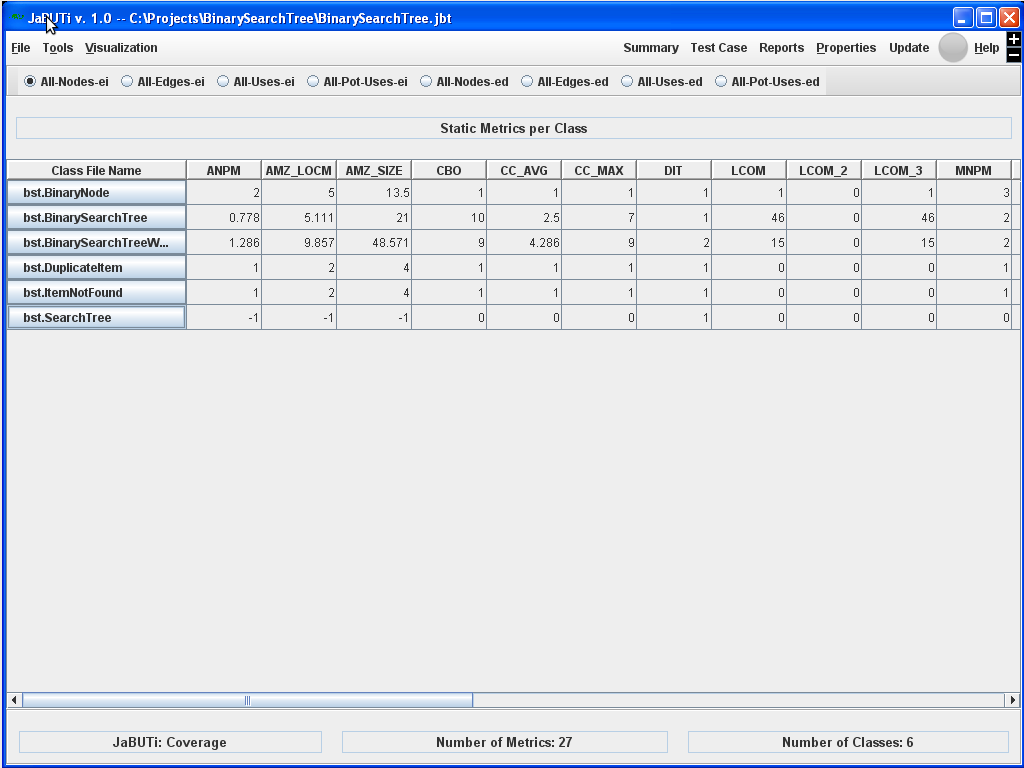 JaBUTi v. 1.0 -- C:\Projects\BinarySearchTree\BinarySearchTree.jbt
File Tools Visualization Summary Test Case Reports Properties Update Help
All-Nodes-ei All-Edges-ei All-Uses-ei All-Pot-Uses-ei All-Nodes-ed All-Edges-ed All-Uses-ed All-Pot-Uses-ed
Static Metrics per Class
Class File Name ANPM AMZ_LOCM AMZ_SIZE CBO CC_AVG CC_MAX DIT LCOM LCOM_2 LCOM_3 MNPM
bst.BinaryNode 2 5 13.5 1 1 1 1 1 0 1 3
bst.BinarySearchTree 0.778 5.111 21 10 2.5 7 1 46 0 46 2
bst.BinarySearchTreeW... 1.286 9.857 48.571 9 4.286 9 2 15 0 15 2
bst.DuplicateItem 1 2 4 1 1 1 1 0 0 0 1
bst.ItemNotFound 1 2 4 1 1 1 1 0 0 0 1
bst.SearchTree -1 -1 -1 0 0 0 1 0 0 0 0
JaBUTi: Coverage Number of Metrics: 27 Number of Classes: 6